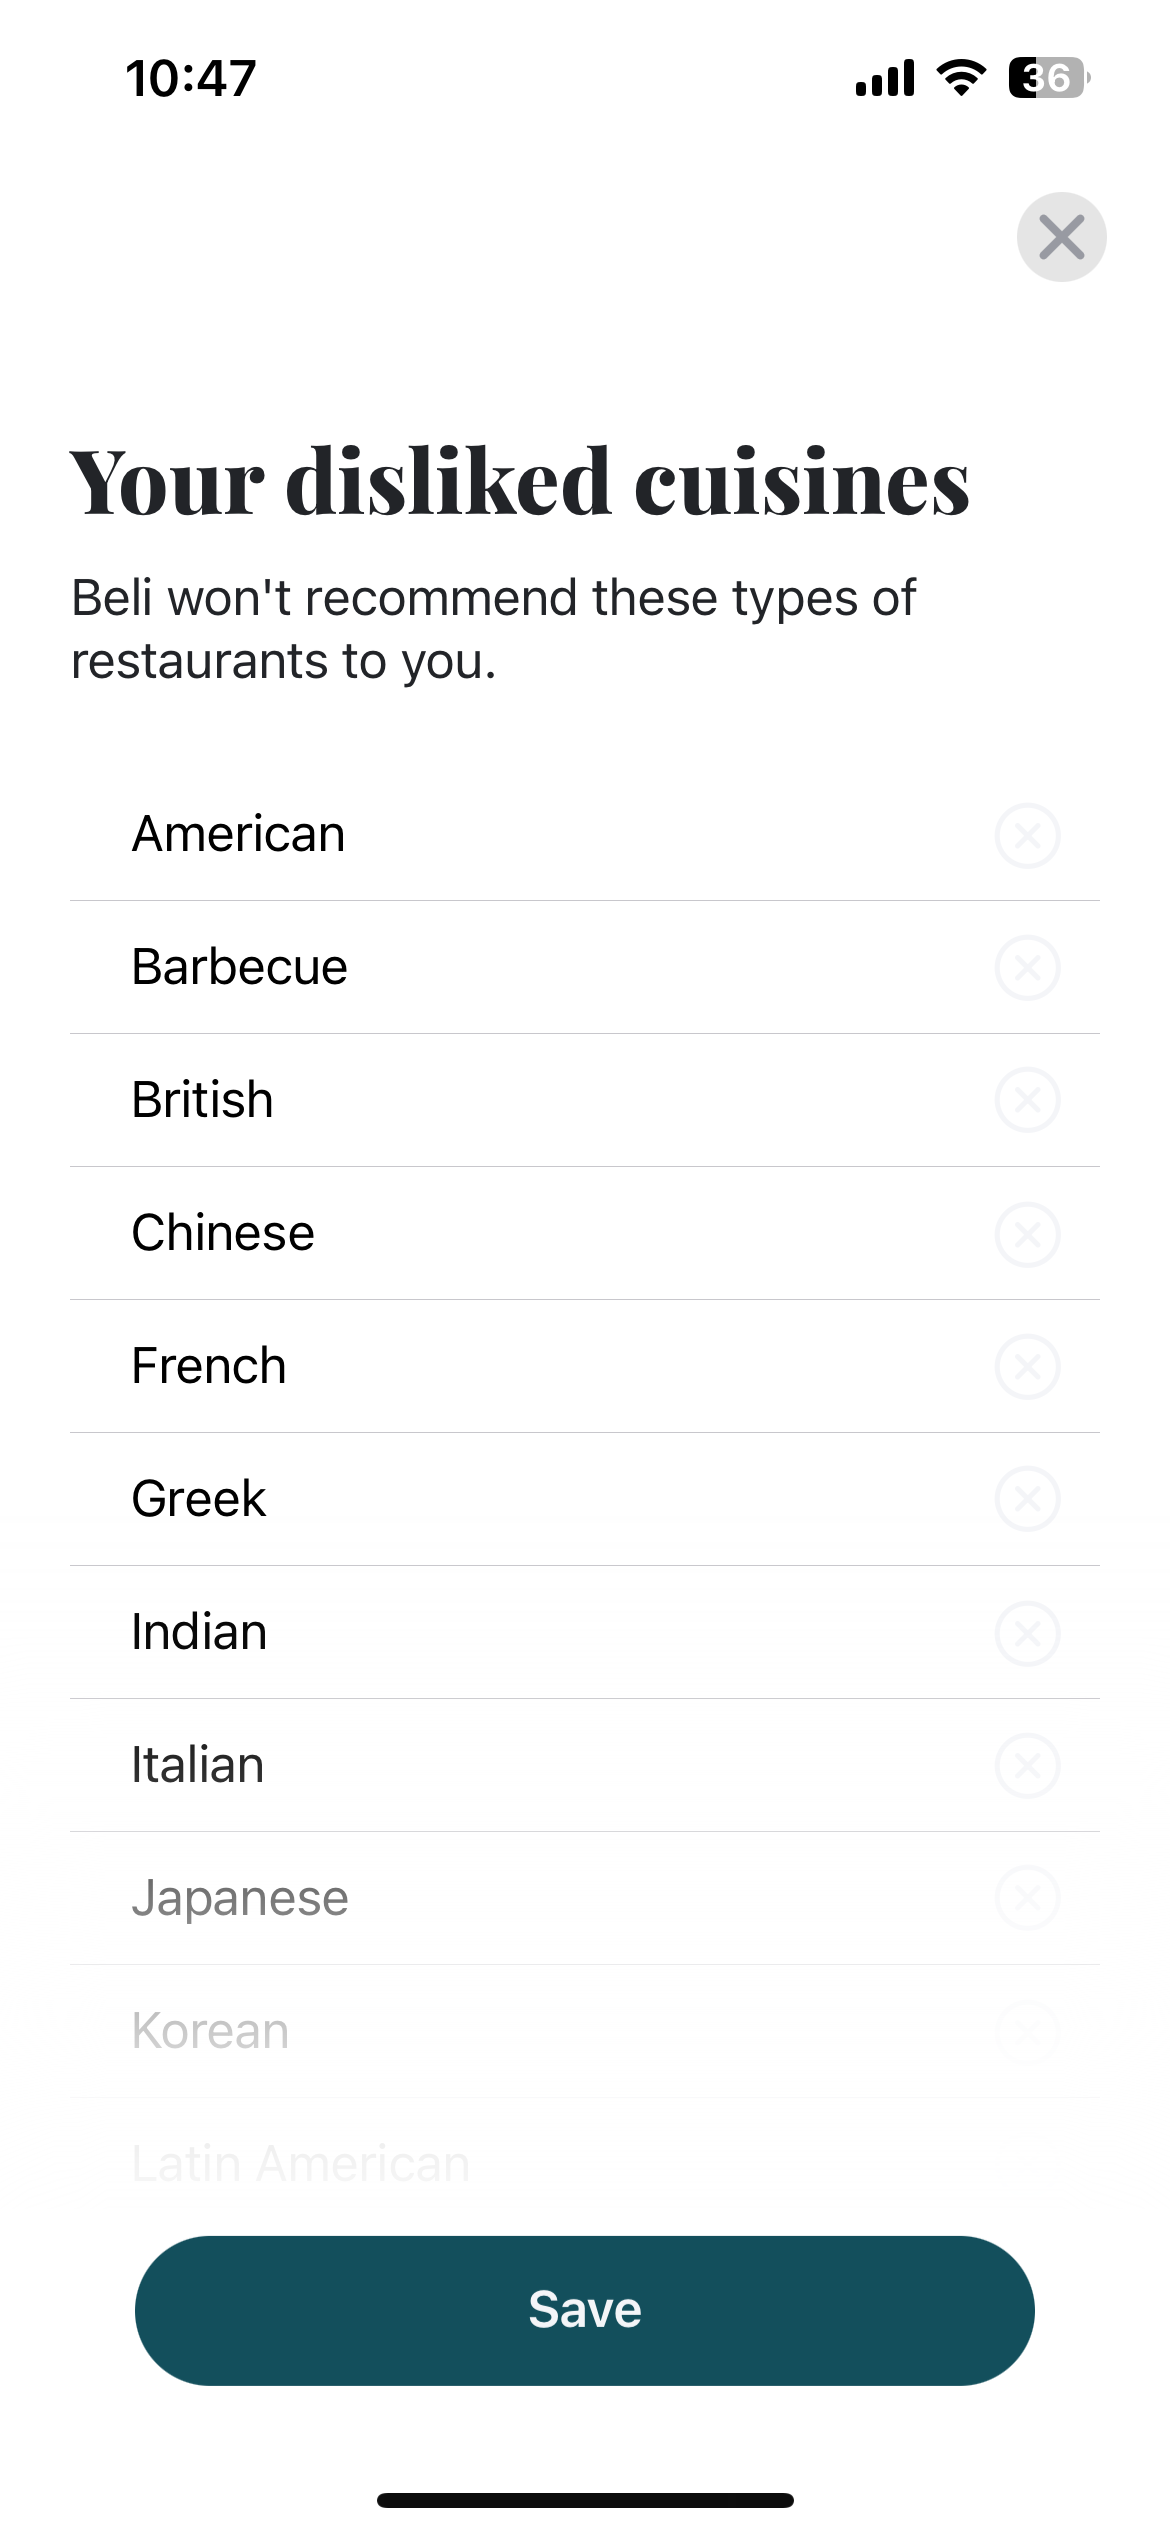 10:47
36
Your disliked cuisines
Beli won't recommend these types of
restaurants to you.
American
Barbecue
British
Chinese
French
Greek
Indian
Italian
Japanese
Korean
Latin American
Save